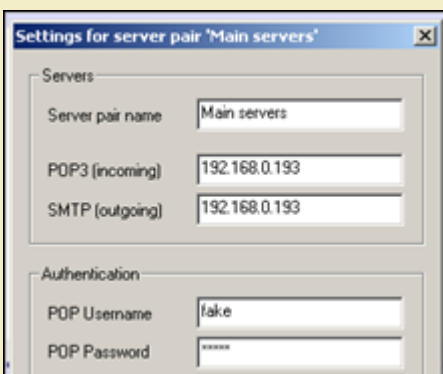 Settings for server pair 'Main servers'
Servers
Server pair name Main servers
POP3 (incoming) 192.168.0.193
SMTP (outgoing) 192.168.0.193
Authentication
POP Username fake
POP Password *****